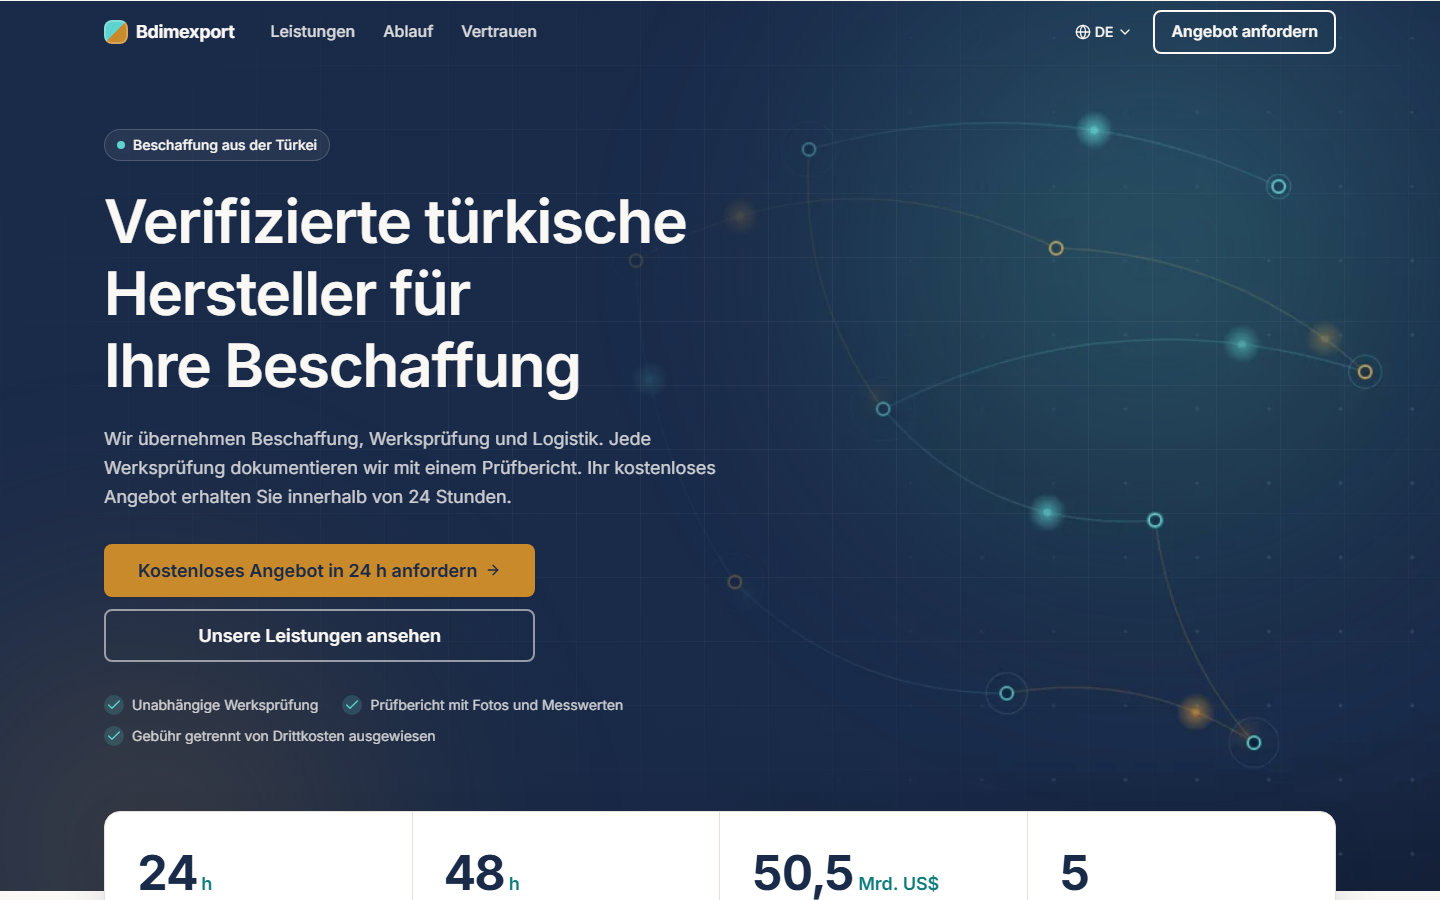 Bdimexport
Leistungen
Ablauf
Vertrauen
DE
Angebot anfordern
Beschaffung aus der Türkei
Verifizierte türkische
Hersteller für
Ihre Beschaffung
Wir übernehmen Beschaffung, Werksprüfung und Logistik. Jede
Werksprüfung dokumentieren wir mit einem Prüfbericht. Ihr kostenloses
Angebot erhalten Sie innerhalb von 24 Stunden.
Kostenloses Angebot in 24 h anfordern →
Unsere Leistungen ansehen
Unabhängige Werksprüfung
Prüfbericht mit Fotos und Messwerten
Gebühr getrennt von Drittkosten ausgewiesen
24 h
48 h
50,5 Mrd. US$
5